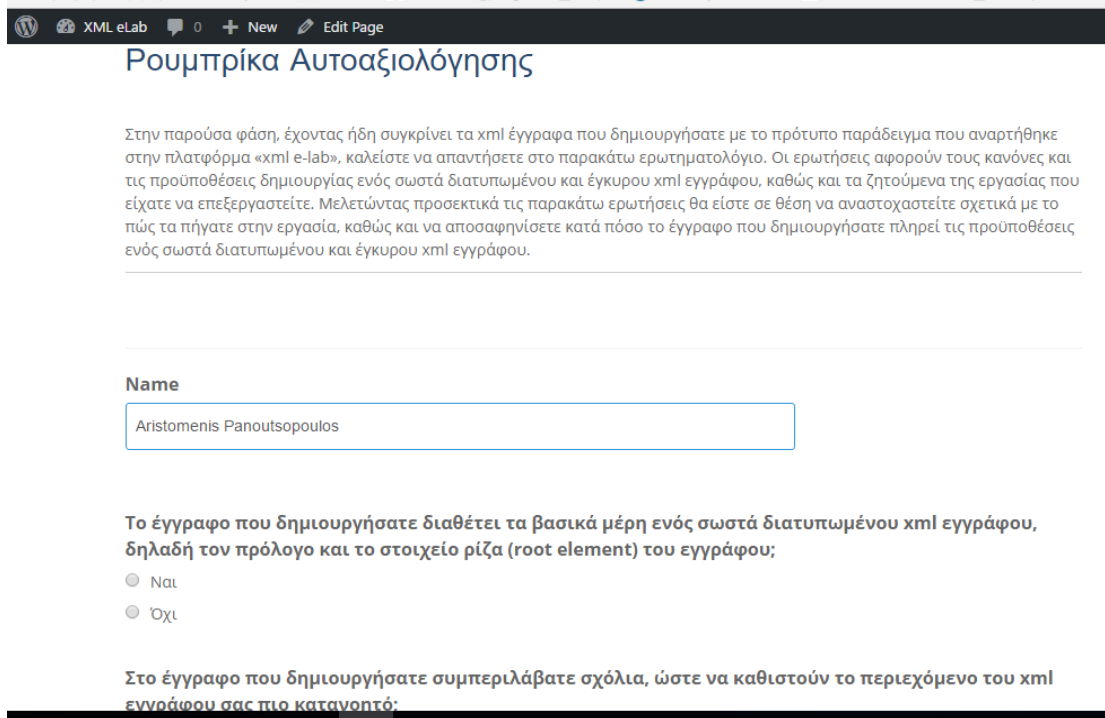 XML eLab 0 New Edit Page
Ρουμπρίκα Αυτοαξιολόγησης
Στην παρούσα φάση, έχοντας ήδη συγκρίνει τα xml έγγραφα που δημιουργήσατε με το πρότυπο παράδειγμα που αναρτήθηκε
στην πλατφόρμα «xml e-lab», καλείστε να απαντήσετε στο παρακάτω ερωτηματολόγιο. Οι ερωτήσεις αφορούν τους κανόνες και
τις προϋποθέσεις δημιουργίας ενός σωστά διατυπωμένου και έγκυρου xml εγγράφου, καθώς και τα ζητούμενα της εργασίας που
είχατε να επεξεργαστείτε. Μελετώντας προσεκτικά τις παρακάτω ερωτήσεις θα είστε σε θέση να αναστοχαστείτε σχετικά με το
πώς τα πήγατε στην εργασία, καθώς και να αποσαφηνίσετε κατά πόσο το έγγραφο που δημιουργήσατε πληρεί τις προϋποθέσεις
ενός σωστά διατυπωμένου και έγκυρου xml εγγράφου.
Name
Aristomenis Panoutsopoulos
Το έγγραφο που δημιουργήσατε διαθέτει τα βασικά μέρη ενός σωστά διατυπωμένου xml εγγράφου,
δηλαδή τον πρόλογο και το στοιχείο ρίζα (root element) του εγγράφου;
Ναι
Όχι
Στο έγγραφο που δημιουργήσατε συμπεριλάβατε σχόλια, ώστε να καθιστούν το περιεχόμενο του xml
εγγράφου σας πιο κατανοητό;